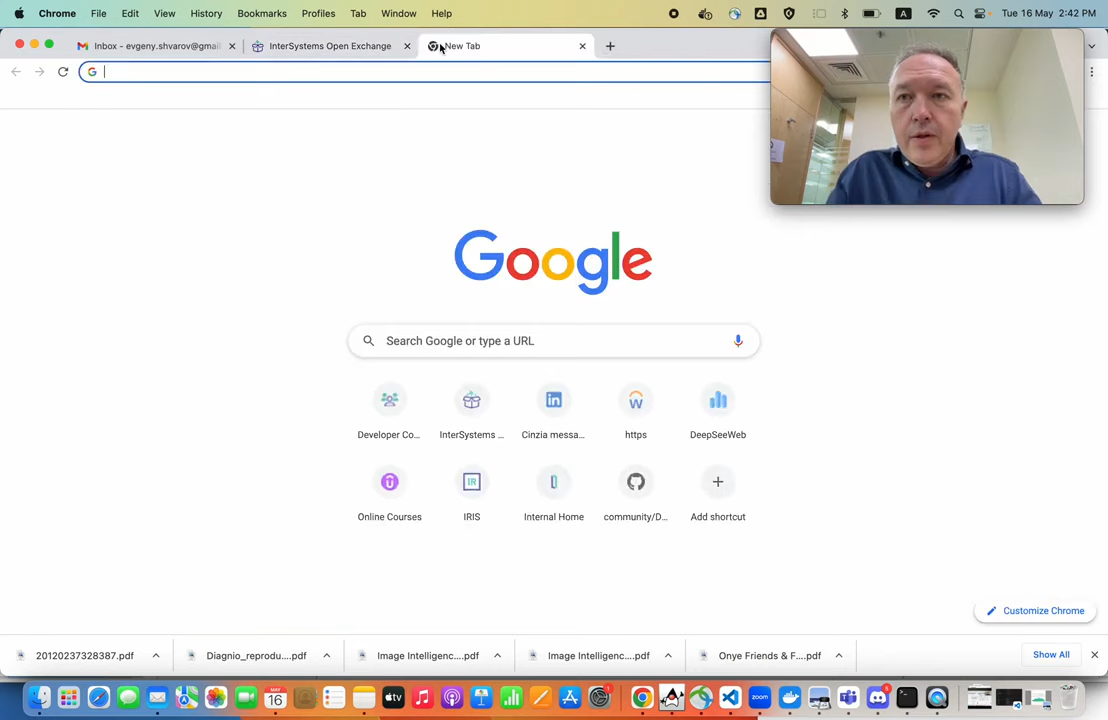 Chrome File Edit View History Bookmarks Profiles Tab Window Help A Tue 16 May 2:42 PM
Inbox - evgeny.shvarov@gmai InterSystems Open Exchange New Tab
Google
Search Google or type a URL
Developer Co... InterSystems ... Cinzia messa... https DeepSeeWeb
Online Courses IRIS Internal Home community/D... Add shortcut
Customize Chrome
20120237328387.pdf Diagnio_reprodu....pdf Image Intelligenc....pdf Image Intelligenc....pdf Onye Friends & F....pdf Show All